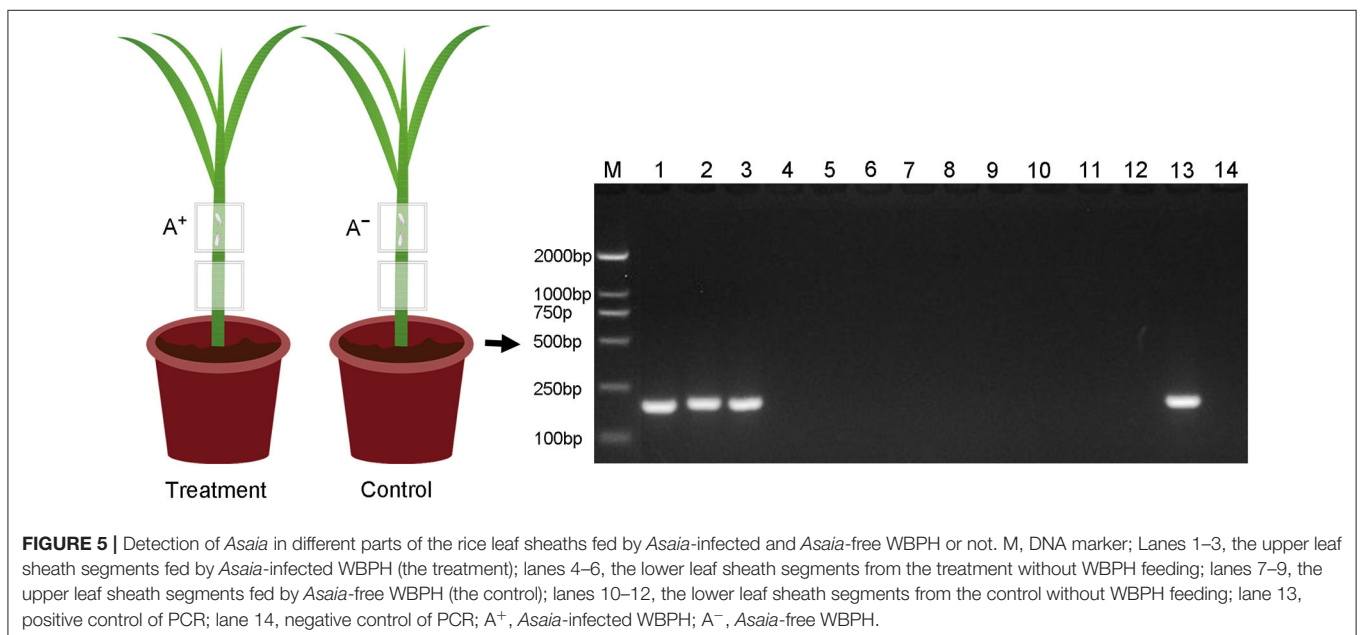 A+
A−
Treatment
Control
M 1 2 3 4 5 6 7 8 9 10 11 12 13 14
2000bp
1000bp
750p
500bp
250bp
100bp
FIGURE 5 | Detection of Asaia in different parts of the rice leaf sheaths fed by Asaia-infected and Asaia-free WBPH or not. M, DNA marker; Lanes 1–3, the upper leaf
sheath segments fed by Asaia-infected WBPH (the treatment); lanes 4–6, the lower leaf sheath segments from the treatment without WBPH feeding; lanes 7–9, the
upper leaf sheath segments fed by Asaia-free WBPH (the control); lanes 10–12, the lower leaf sheath segments from the control without WBPH feeding; lane 13,
positive control of PCR; lane 14, negative control of PCR; A+, Asaia-infected WBPH; A−, Asaia-free WBPH.